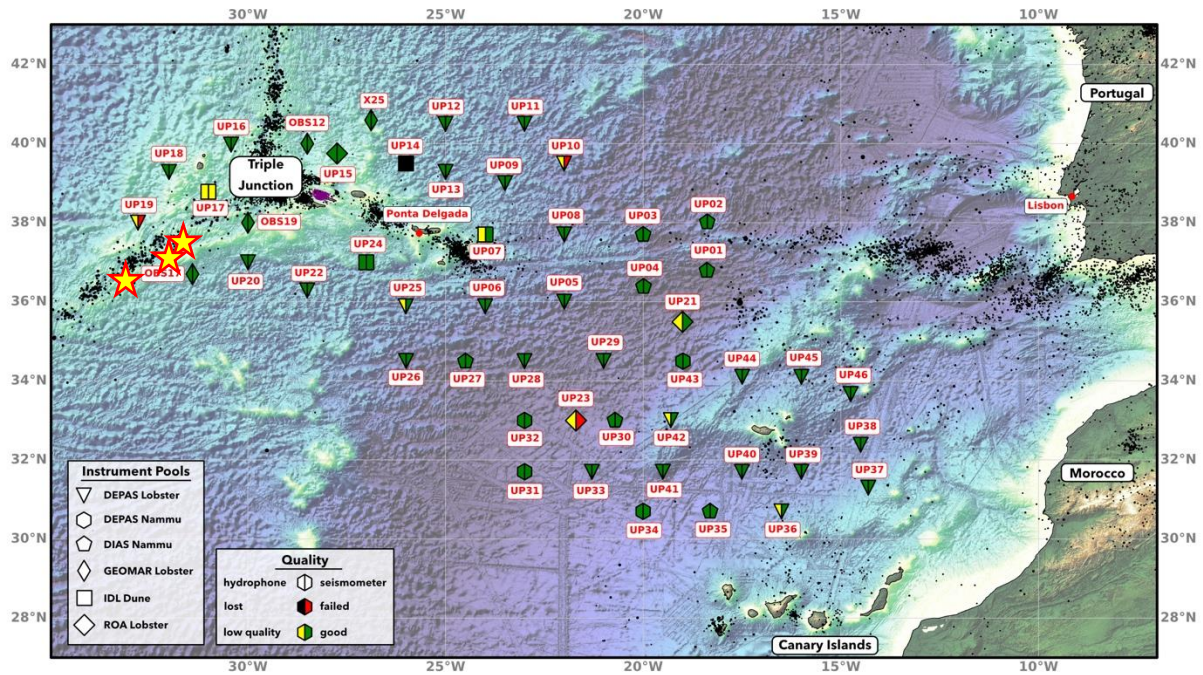 30°W 25°W 20°W 15°W 10°W
42°N 42°N
Portugal
X25
UP12 UP11
OBS12
UP16
40°N 40°N
UP14 UP10
UP18 Triple
Junction
UP15 UP09
UP13
UP19 UP17 Ponta Delgada
UP03 UP02
Lisbon
38°N 38°N
OBS19 UP08
UP24 UP07 UP01
OBS17 UP04
UP20 UP22 UP25 UP06 UP05
36°N 36°N
UP21
UP29 UP44 UP45
34°N 34°N
UP26 UP27 UP28 UP43 UP46
UP23
UP32 UP30 UP42 UP38
32°N 32°N
UP40 UP39 UP37
Morocco
UP31 UP33 UP41
UP34 UP35 UP36
30°N 30°N
28°N 28°N
Canary Islands
Instrument Pools
DEPAS Lobster
DEPAS Nammu
DIAS Nammu
GEOMAR Lobster
IDL Dune
ROA Lobster
Quality
hydrophone seismometer
lost failed
low quality good
30°W 25°W 20°W 15°W 10°W